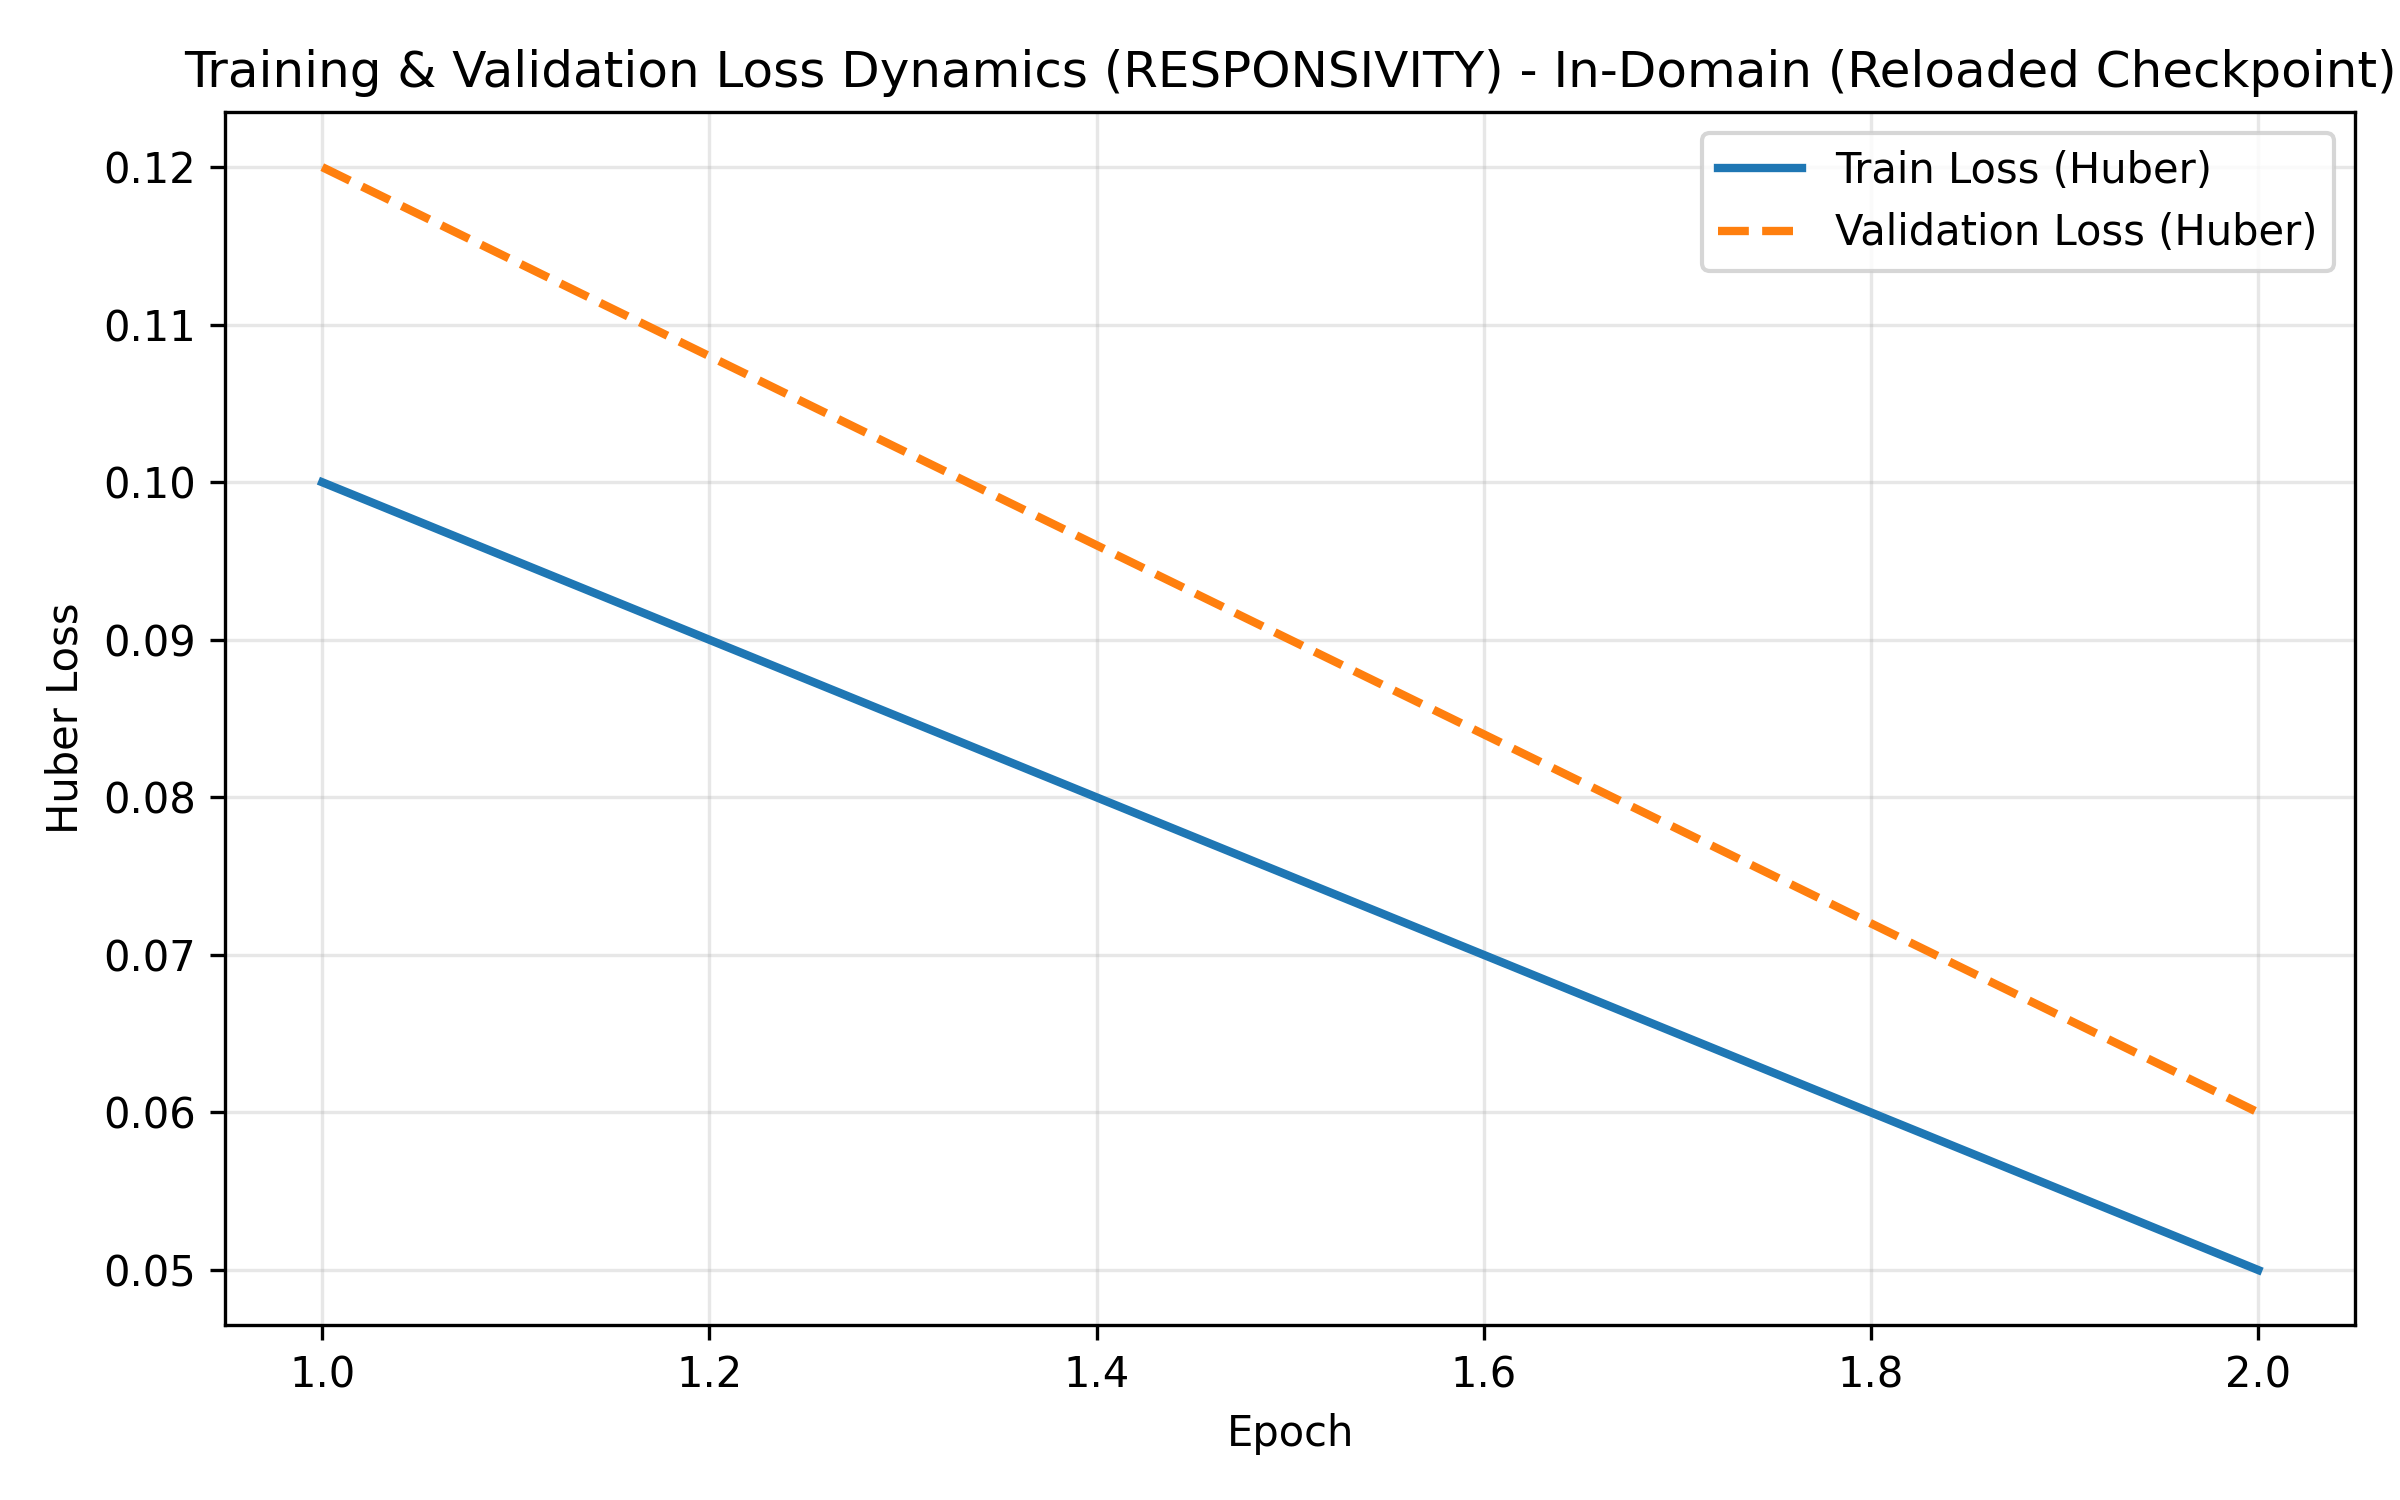 Training & Validation Loss Dynamics (RESPONSIVITY) - In-Domain (Reloaded Checkpoint)
Train Loss (Huber)
Validation Loss (Huber)
0.12
0.11
0.10
0.09
0.08
0.07
0.06
0.05
Huber Loss
1.0 1.2 1.4 1.6 1.8 2.0
Epoch